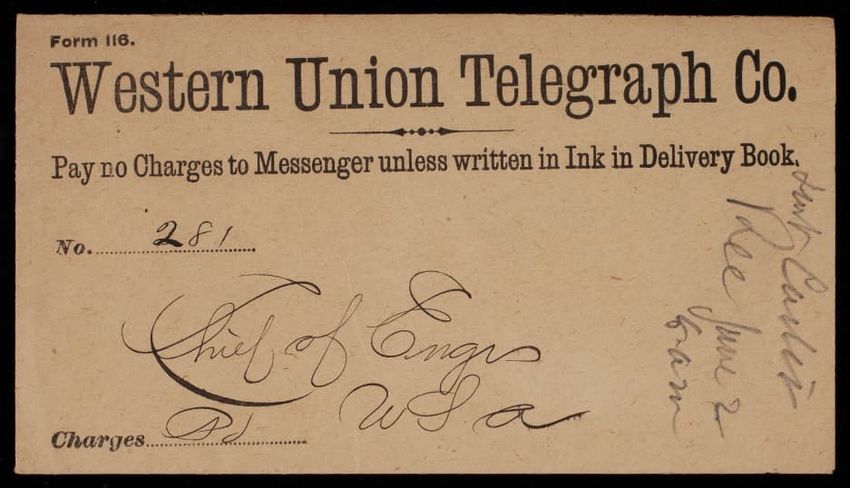 Form 116.
Western Union Telegraph Co.
Pay no Charges to Messenger unless written in Ink in Delivery Book.
No. 281
Chief of Engrs
U S a
Charges Pd
Rec June 2